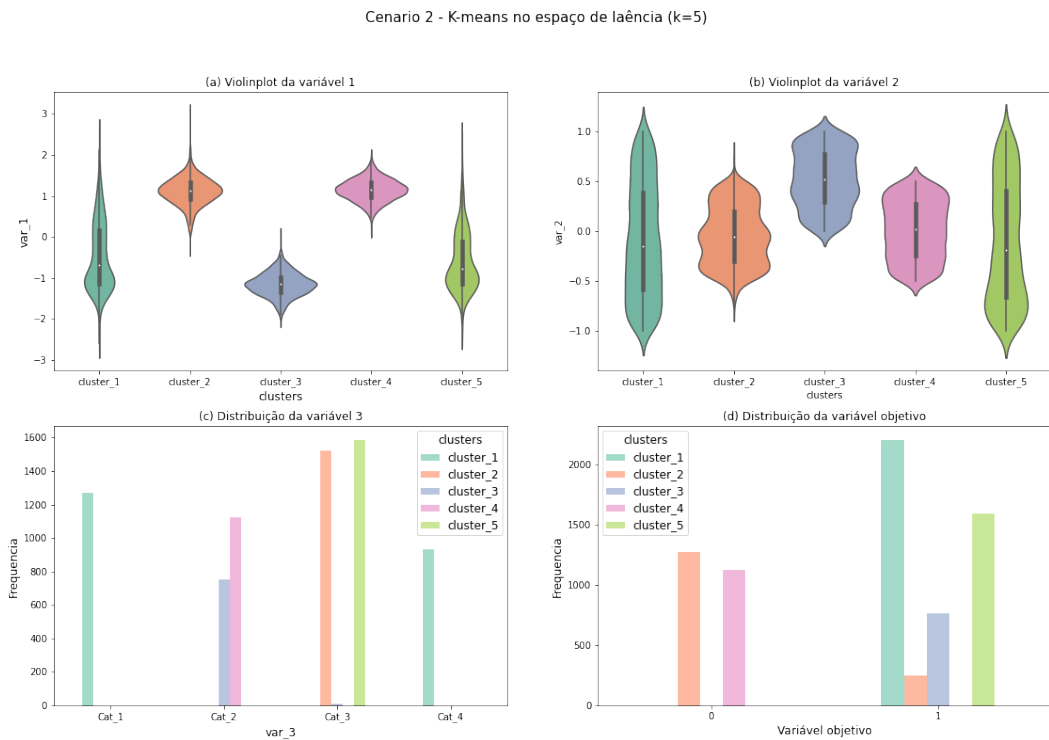 Cenario 2 - K-means no espaço de laência (k=5)
(a) Violinplot da variável 1
var_1
3
2
1
0
−1
−2
−3
cluster_1 cluster_2 cluster_3 cluster_4 cluster_5
clusters
(b) Violinplot da variável 2
var_2
1.0
0.5
0.0
−0.5
−1.0
cluster_1 cluster_2 cluster_3 cluster_4 cluster_5
clusters
(c) Distribuição da variável 3
Frequencia
1600
1400
1200
1000
800
600
400
200
0
clusters
cluster_1
cluster_2
cluster_3
cluster_4
cluster_5
Cat_1 Cat_2 Cat_3 Cat_4
var_3
(d) Distribuição da variável objetivo
Frequencia
2000
1500
1000
500
0
clusters
cluster_1
cluster_2
cluster_3
cluster_4
cluster_5
0 1
Variável objetivo